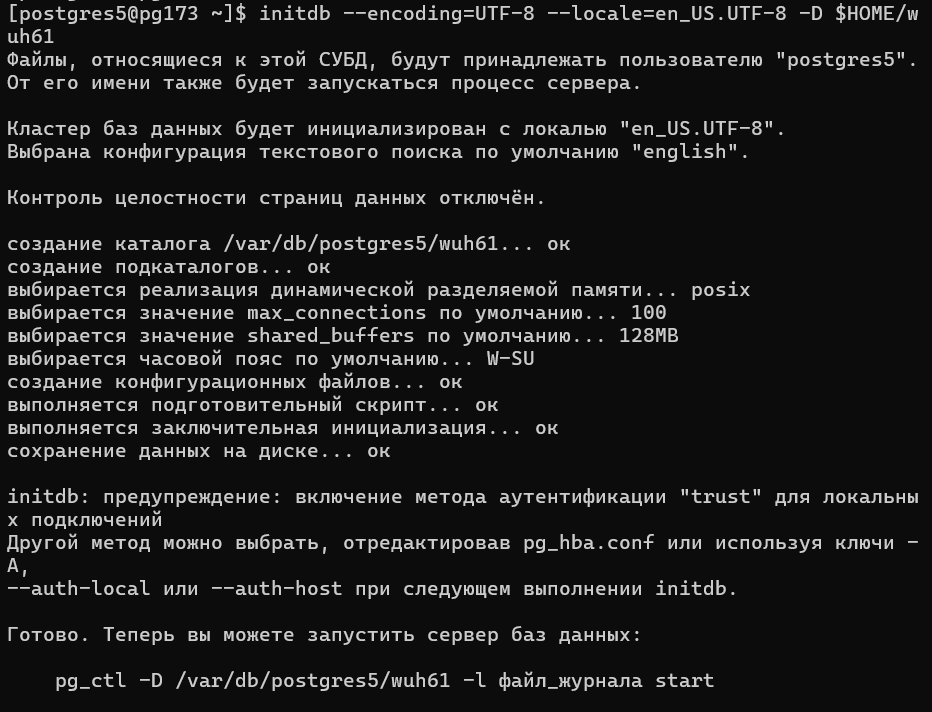 [postgres5@pg173 ~]$ initdb --encoding=UTF-8 --locale=en_US.UTF-8 -D $HOME/w
uh61
Файлы, относящиеся к этой СУБД, будут принадлежать пользователю "postgres5".
От его имени также будет запускаться процесс сервера.
Кластер баз данных будет инициализирован с локалью "en_US.UTF-8".
Выбрана конфигурация текстового поиска по умолчанию "english".
Контроль целостности страниц данных отключён.
создание каталога /var/db/postgres5/wuh61... ок
создание подкаталогов... ок
выбирается реализация динамической разделяемой памяти... posix
выбирается значение max_connections по умолчанию... 100
выбирается значение shared_buffers по умолчанию... 128MB
выбирается часовой пояс по умолчанию... W-SU
создание конфигурационных файлов... ок
выполняется подготовительный скрипт... ок
выполняется заключительная инициализация... ок
сохранение данных на диске... ок
initdb: предупреждение: включение метода аутентификации "trust" для локальны
х подключений
Другой метод можно выбрать, отредактировав pg_hba.conf или используя ключи -
A,
--auth-local или --auth-host при следующем выполнении initdb.
Готово. Теперь вы можете запустить сервер баз данных:
pg_ctl -D /var/db/postgres5/wuh61 -l файл_журнала start